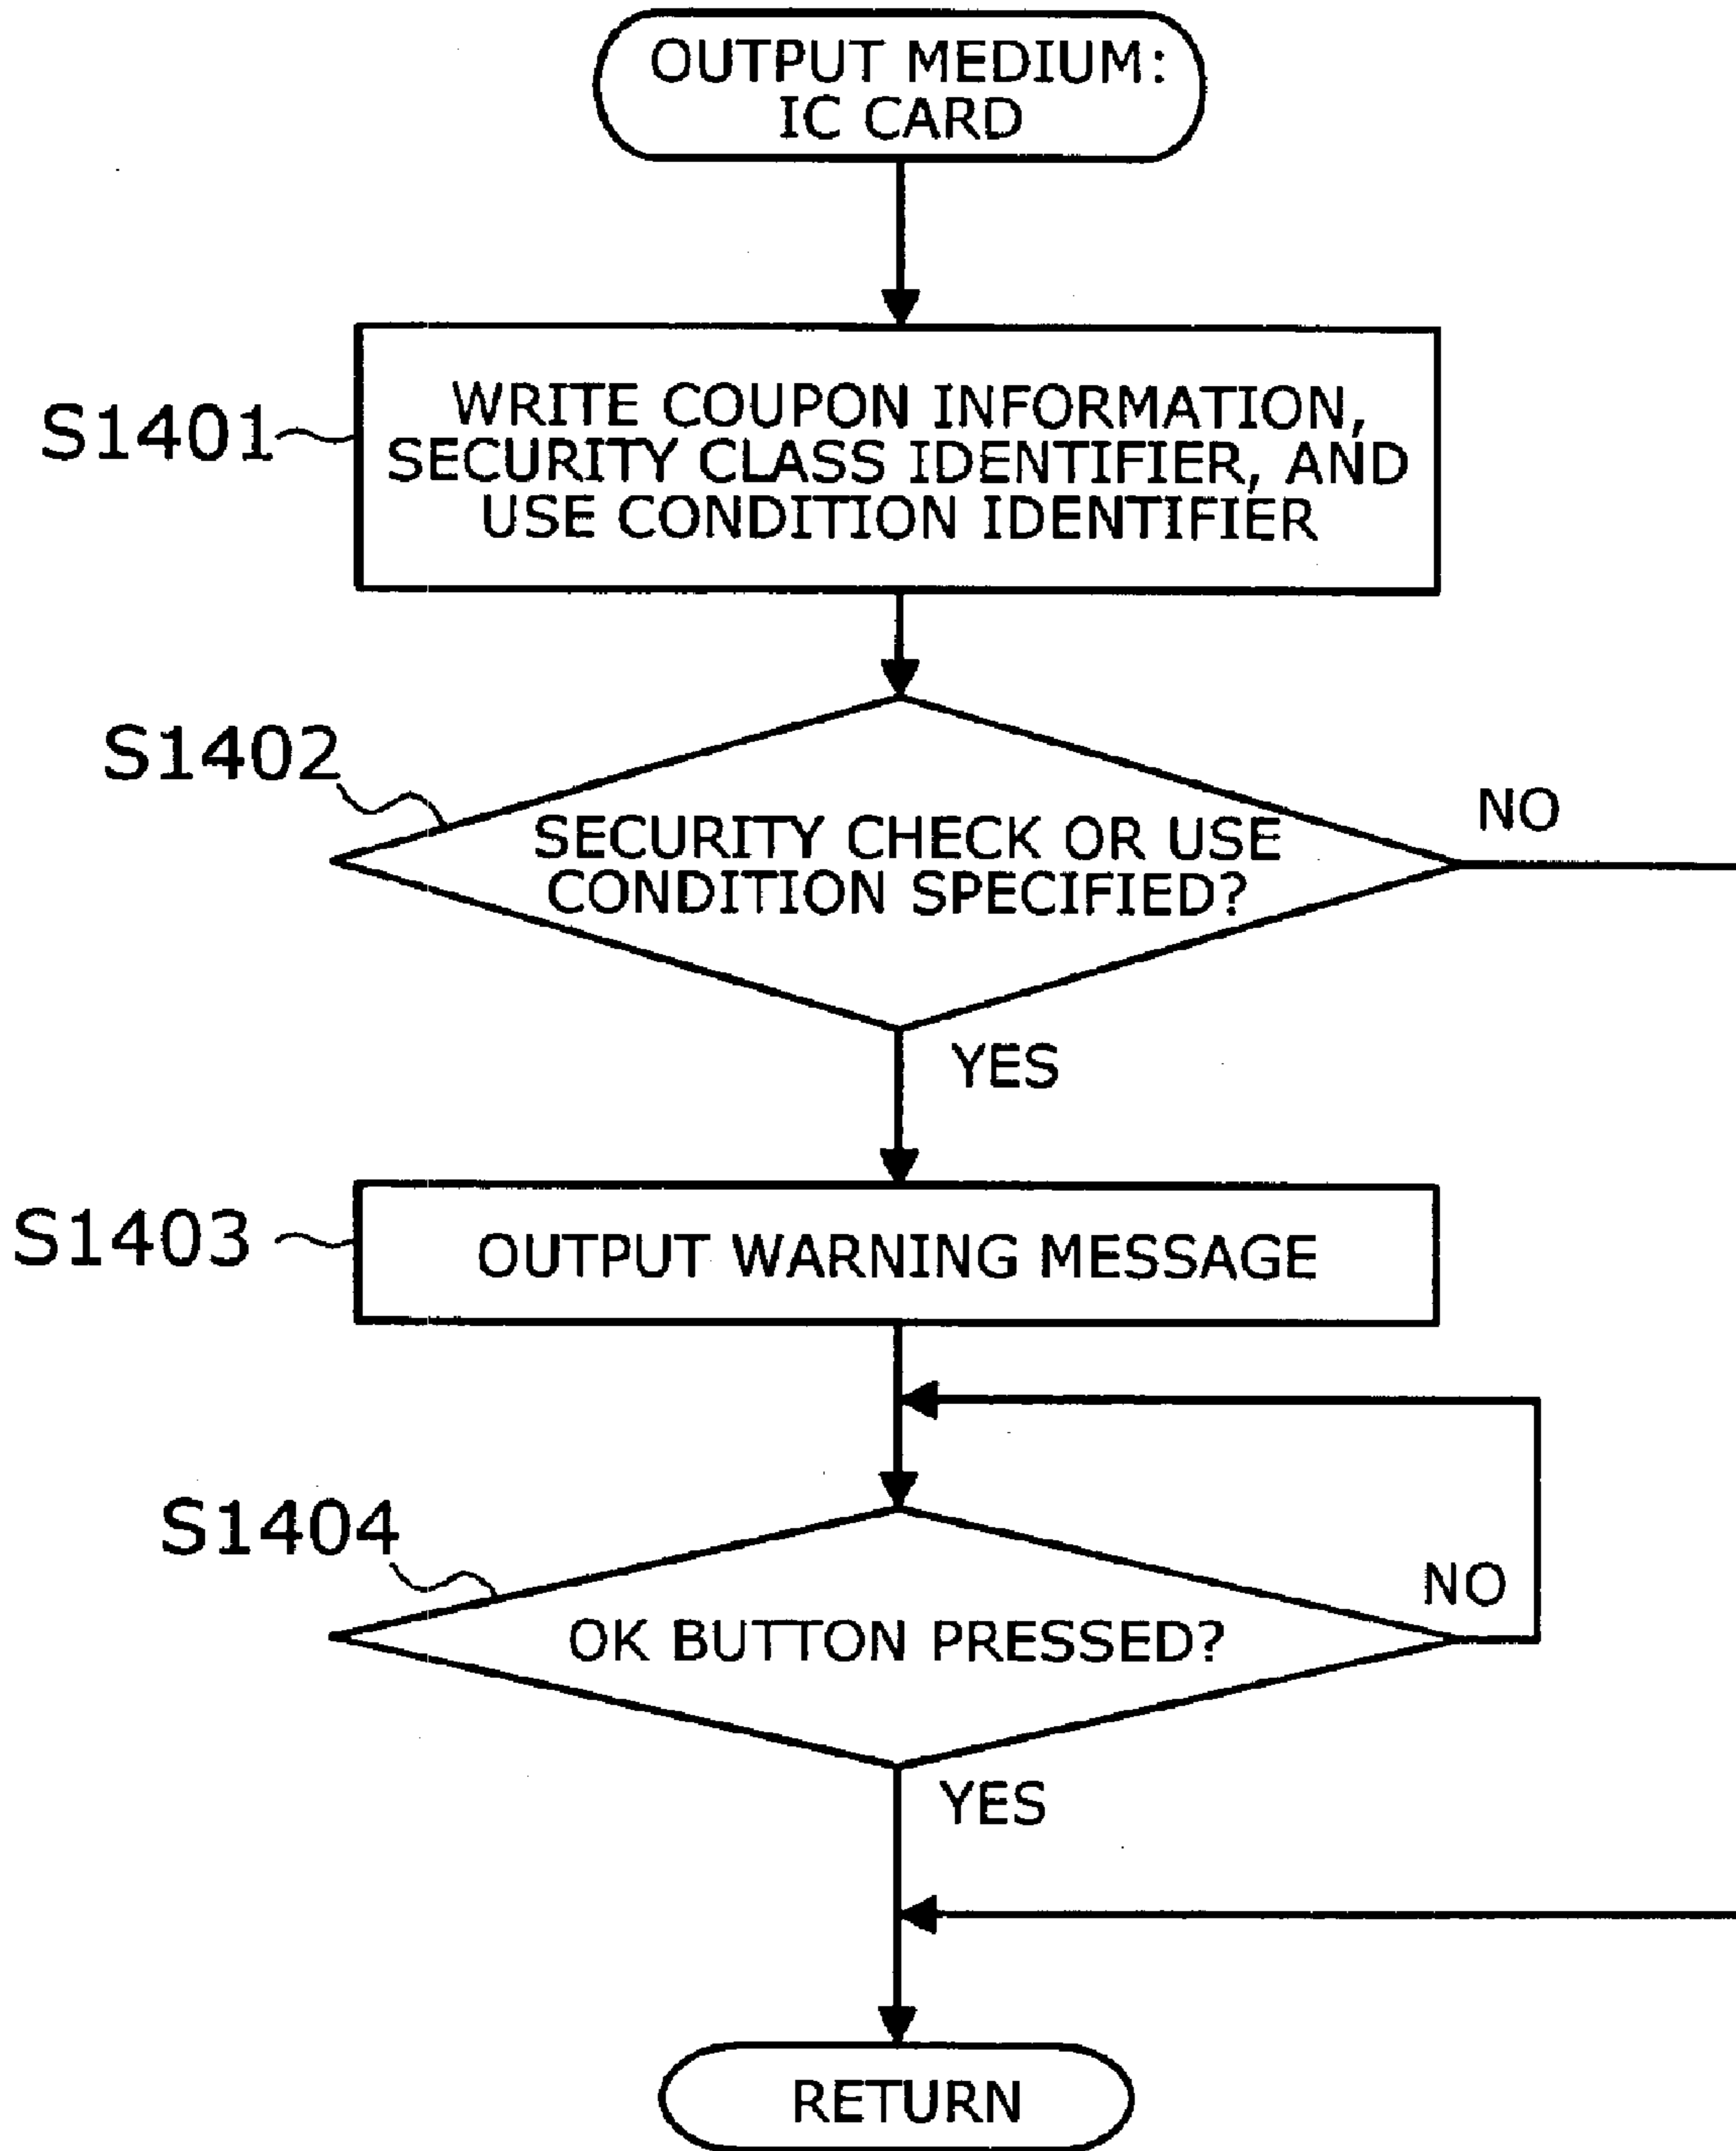 OUTPUT MEDIUM:
IC CARD
S1401
WRITE COUPON INFORMATION,
SECURITY CLASS IDENTIFIER, AND
USE CONDITION IDENTIFIER
S1402
SECURITY CHECK OR USE
CONDITION SPECIFIED?
NO
YES
S1403
OUTPUT WARNING MESSAGE
S1404
OK BUTTON PRESSED?
NO
YES
RETURN